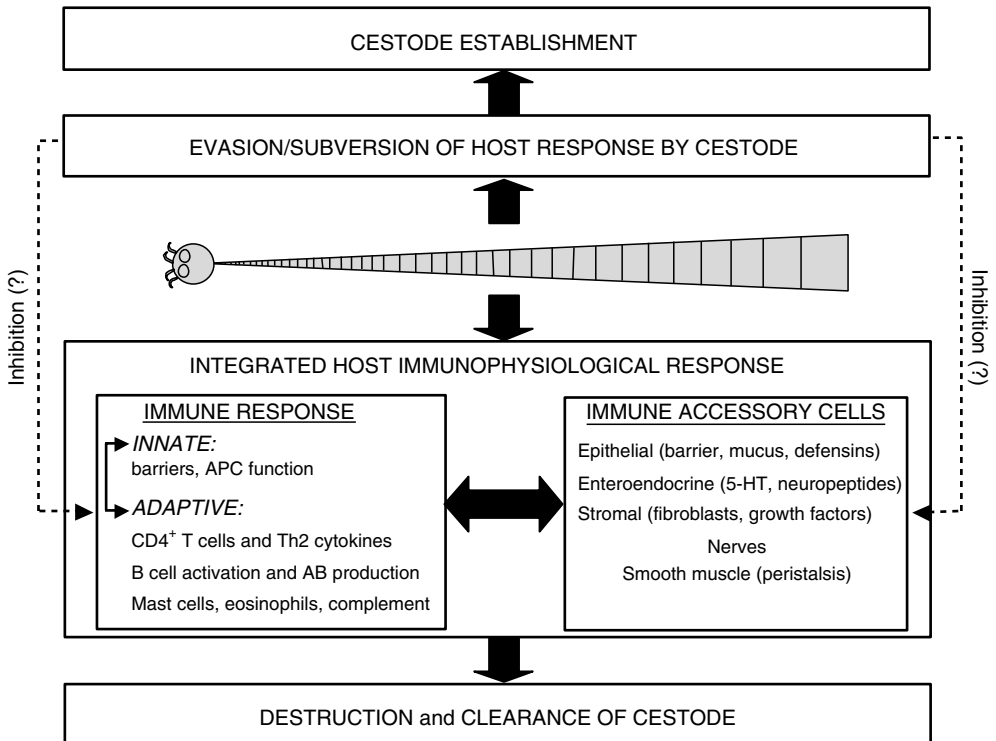 CESTODE ESTABLISHMENT
EVASION/SUBVERSION OF HOST RESPONSE BY CESTODE
Inhibition (?)
Inhibition (?)
INTEGRATED HOST IMMUNOPHYSIOLOGICAL RESPONSE
IMMUNE RESPONSE
INNATE:
barriers, APC function
ADAPTIVE:
CD4⁺ T cells and Th2 cytokines
B cell activation and AB production
Mast cells, eosinophils, complement
IMMUNE ACCESSORY CELLS
Epithelial (barrier, mucus, defensins)
Enteroendocrine (5-HT, neuropeptides)
Stromal (fibroblasts, growth factors)
Nerves
Smooth muscle (peristalsis)
DESTRUCTION and CLEARANCE OF CESTODE